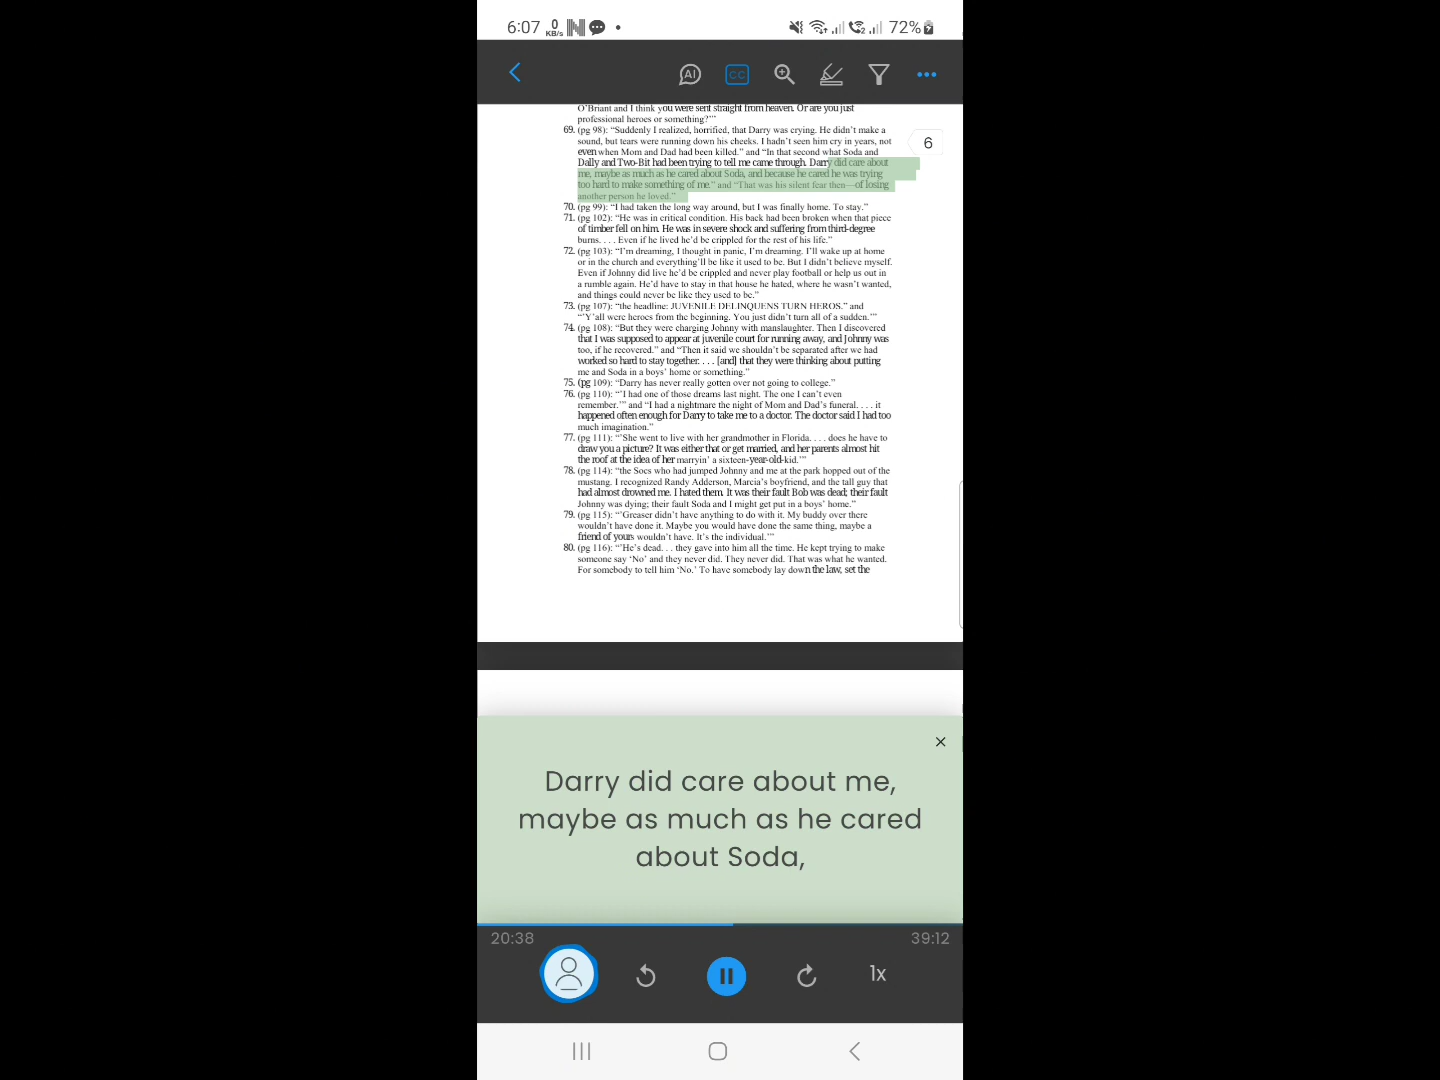 6:07 0 KB/s 72%
AI CC
O’Briant and I think you were sent straight from heaven. Or are you just
professional heroes or something?’”
6
69. (pg 98): “Suddenly I realized, horrified, that Darry was crying. He didn’t make a
sound, but tears were running down his cheeks. I hadn’t seen him cry in years, not
even when Mom and Dad had been killed.” and “In that second what Soda and
Dally and Two-Bit had been trying to tell me came through. Darry did care about
me, maybe as much as he cared about Soda, and because he cared he was trying
too hard to make something of me.” and “That was his silent fear then—of losing
another person he loved.”
70. (pg 99): “I had taken the long way around, but I was finally home. To stay.”
71. (pg 102): “He was in critical condition. His back had been broken when that piece
of timber fell on him. He was in severe shock and suffering from third-degree
burns. . . . Even if he lived he’d be crippled for the rest of his life.”
72. (pg 103): “I’m dreaming, I thought in panic, I’m dreaming. I’ll wake up at home
or in the church and everything’ll be like it used to be. But I didn’t believe myself.
Even if Johnny did live he’d be crippled and never play football or help us out in
a rumble again. He’d have to stay in that house he hated, where he wasn’t wanted,
and things could never be like they used to be.”
73. (pg 107): “the headline: JUVENILE DELINQUENS TURN HEROS.” and
“‘Y’all were heroes from the beginning. You just didn’t turn all of a sudden.’”
74. (pg 108): “But they were charging Johnny with manslaughter. Then I discovered
that I was supposed to appear at juvenile court for running away, and Johnny was
too, if he recovered.” and “Then it said we shouldn’t be separated after we had
worked so hard to stay together. . . . [and] that they were thinking about putting
me and Soda in a boys’ home or something.”
75. (pg 109): “Darry has never really gotten over not going to college.”
76. (pg 110): “‘I had one of those dreams last night. The one I can’t even
remember.’” and “I had a nightmare the night of Mom and Dad’s funeral. . . . it
happened often enough for Darry to take me to a doctor. The doctor said I had too
much imagination.”
77. (pg 111): “‘She went to live with her grandmother in Florida. . . . does he have to
draw you a picture? It was either that or get married, and her parents almost hit
the roof at the idea of her marryin’ a sixteen-year-old-kid.’”
78. (pg 114): “the Socs who had jumped Johnny and me at the park hopped out of the
mustang. I recognized Randy Adderson, Marcia’s boyfriend, and the tall guy that
had almost drowned me. I hated them. It was their fault Bob was dead; their fault
Johnny was dying; their fault Soda and I might get put in a boys’ home.”
79. (pg 115): “‘Greaser didn’t have anything to do with it. My buddy over there
wouldn’t have done it. Maybe you would have done the same thing, maybe a
friend of yours wouldn’t have. It’s the individual.’”
80. (pg 116): “‘He’s dead. . . they gave into him all the time. He kept trying to make
someone say ‘No’ and they never did. They never did. That was what he wanted.
For somebody to tell him ‘No.’ To have somebody lay down the law, set the
Darry did care about me,
maybe as much as he cared
about Soda,
20:38 39:12
1x